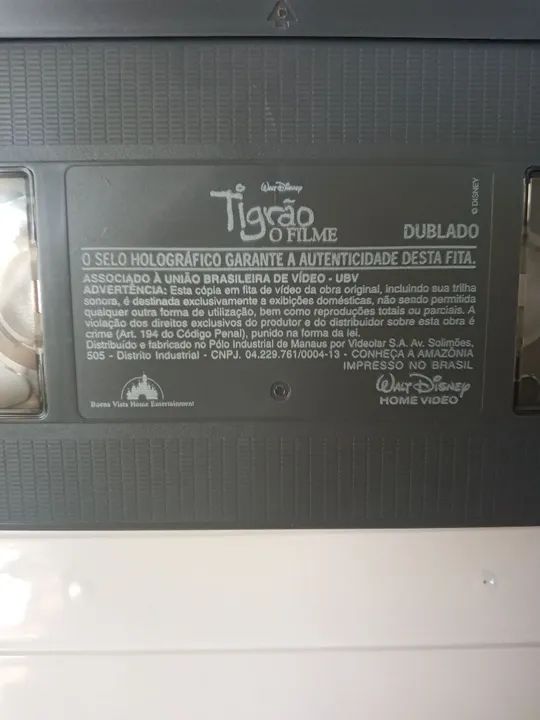 WALT DISNEY
Tigrão
O FILME
DUBLADO
© DISNEY
O SELO HOLOGRÁFICO GARANTE A AUTENTICIDADE DESTA FITA.
ASSOCIADO À UNIÃO BRASILEIRA DE VÍDEO - UBV
ADVERTÊNCIA: Esta cópia em fita de vídeo da obra original, incluindo sua trilha
sonora, é destinada exclusivamente a exibições domésticas, não sendo permitida
qualquer outra forma de utilização, bem como reproduções totais ou parciais. A
violação dos direitos exclusivos do produtor e do distribuidor sobre esta obra é
crime (Art. 194 do Código Penal), punido na forma da lei.
Distribuído e fabricado no Pólo Industrial de Manaus por Videolar S.A. Av. Solimões,
505 - Distrito Industrial - CNPJ. 04.229.761/0004-13 - CONHEÇA A AMAZÔNIA
IMPRESSO NO BRASIL
Buena Vista Home Entertainment
WALT DISNEY
HOME VIDEO